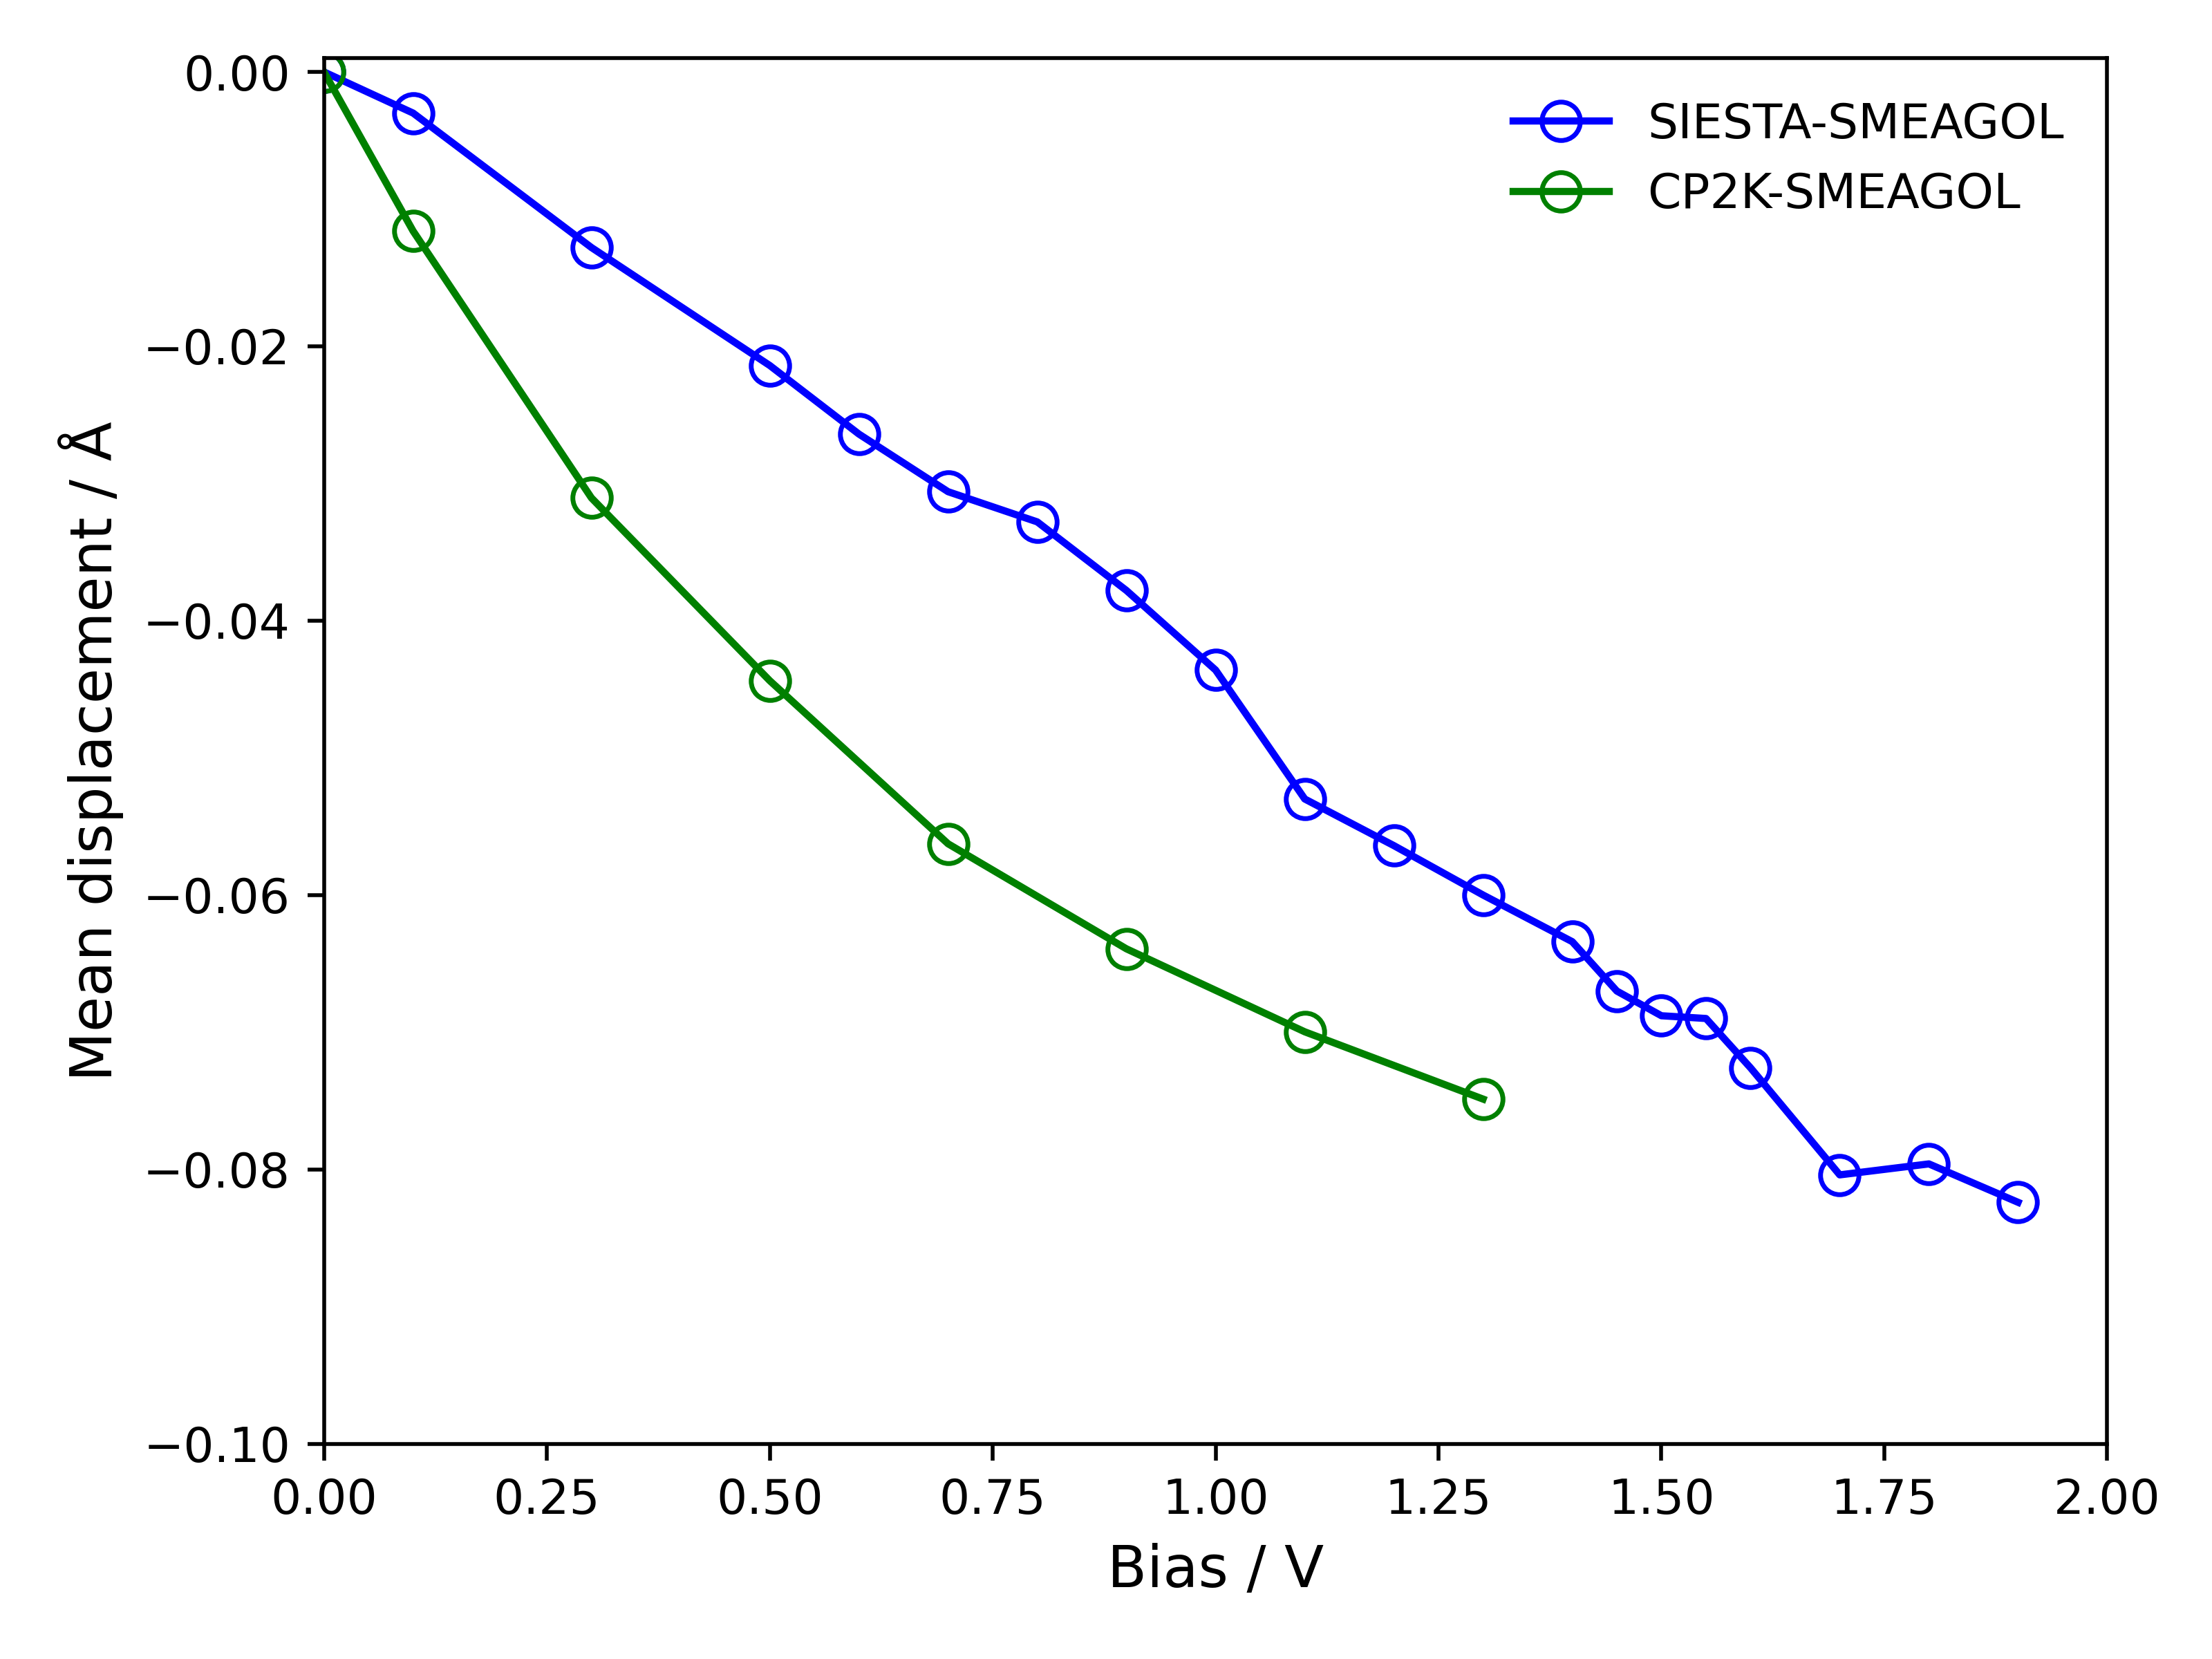 SIESTA-SMEAGOL
CP2K-SMEAGOL
Mean displacement / Å
0.00
−0.02
−0.04
−0.06
−0.08
−0.10
0.00 0.25 0.50 0.75 1.00 1.25 1.50 1.75 2.00
Bias / V